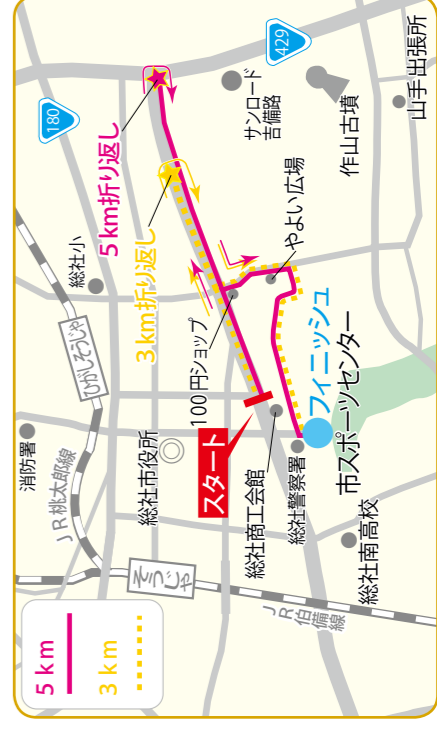 5 km
3 km
消防署
JR桃太郎線
ひがしそうじゃ
総社小
180
429
5km折り返し
3km折り返し
サンロード
吉備路
作山古墳
山手出張所
総社市役所
100円ショップ
やよい広場
そうじゃ
スタート
総社商工会館
総社警察署
フィニッシュ
市スポーツセンター
総社南高校
JR伯備線